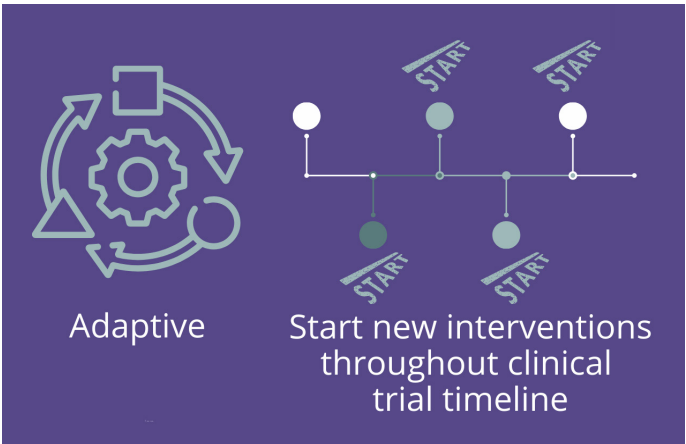 START
START
START
START
Adaptive
Start new interventions
throughout clinical
trial timeline